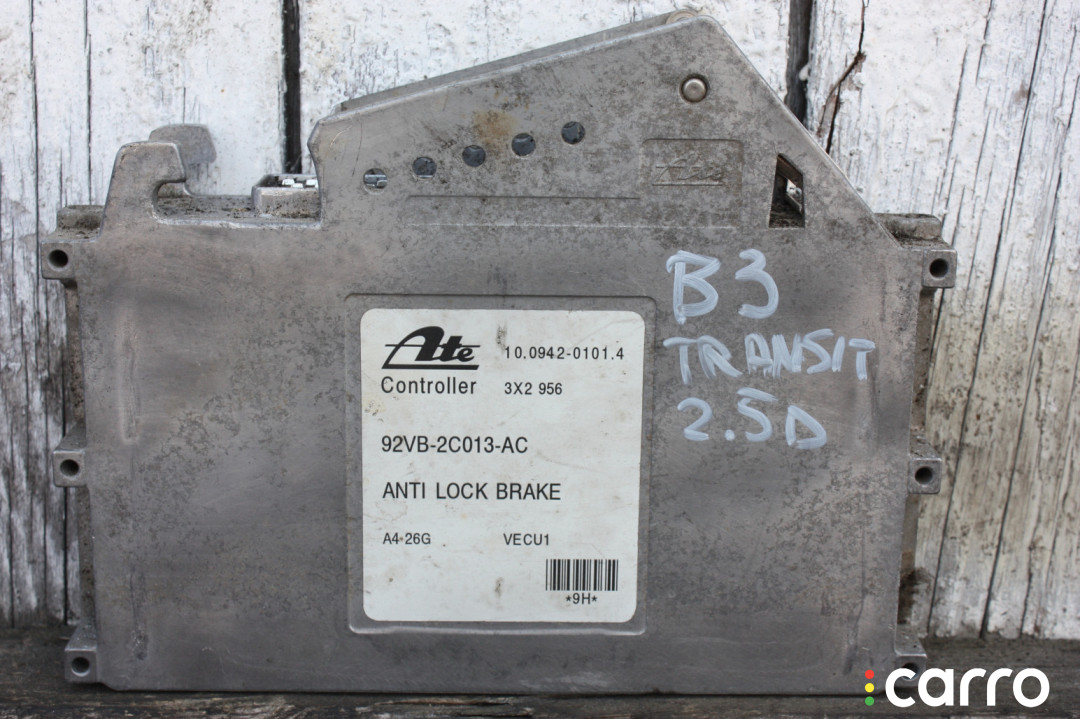 Ate
B3
TRANSIT
2.5D
Ate
10.0942-0101.4
Controller
3X2 956
92VB-2C013-AC
ANTI LOCK BRAKE
A4-26G
VECU1
*9H*
carro